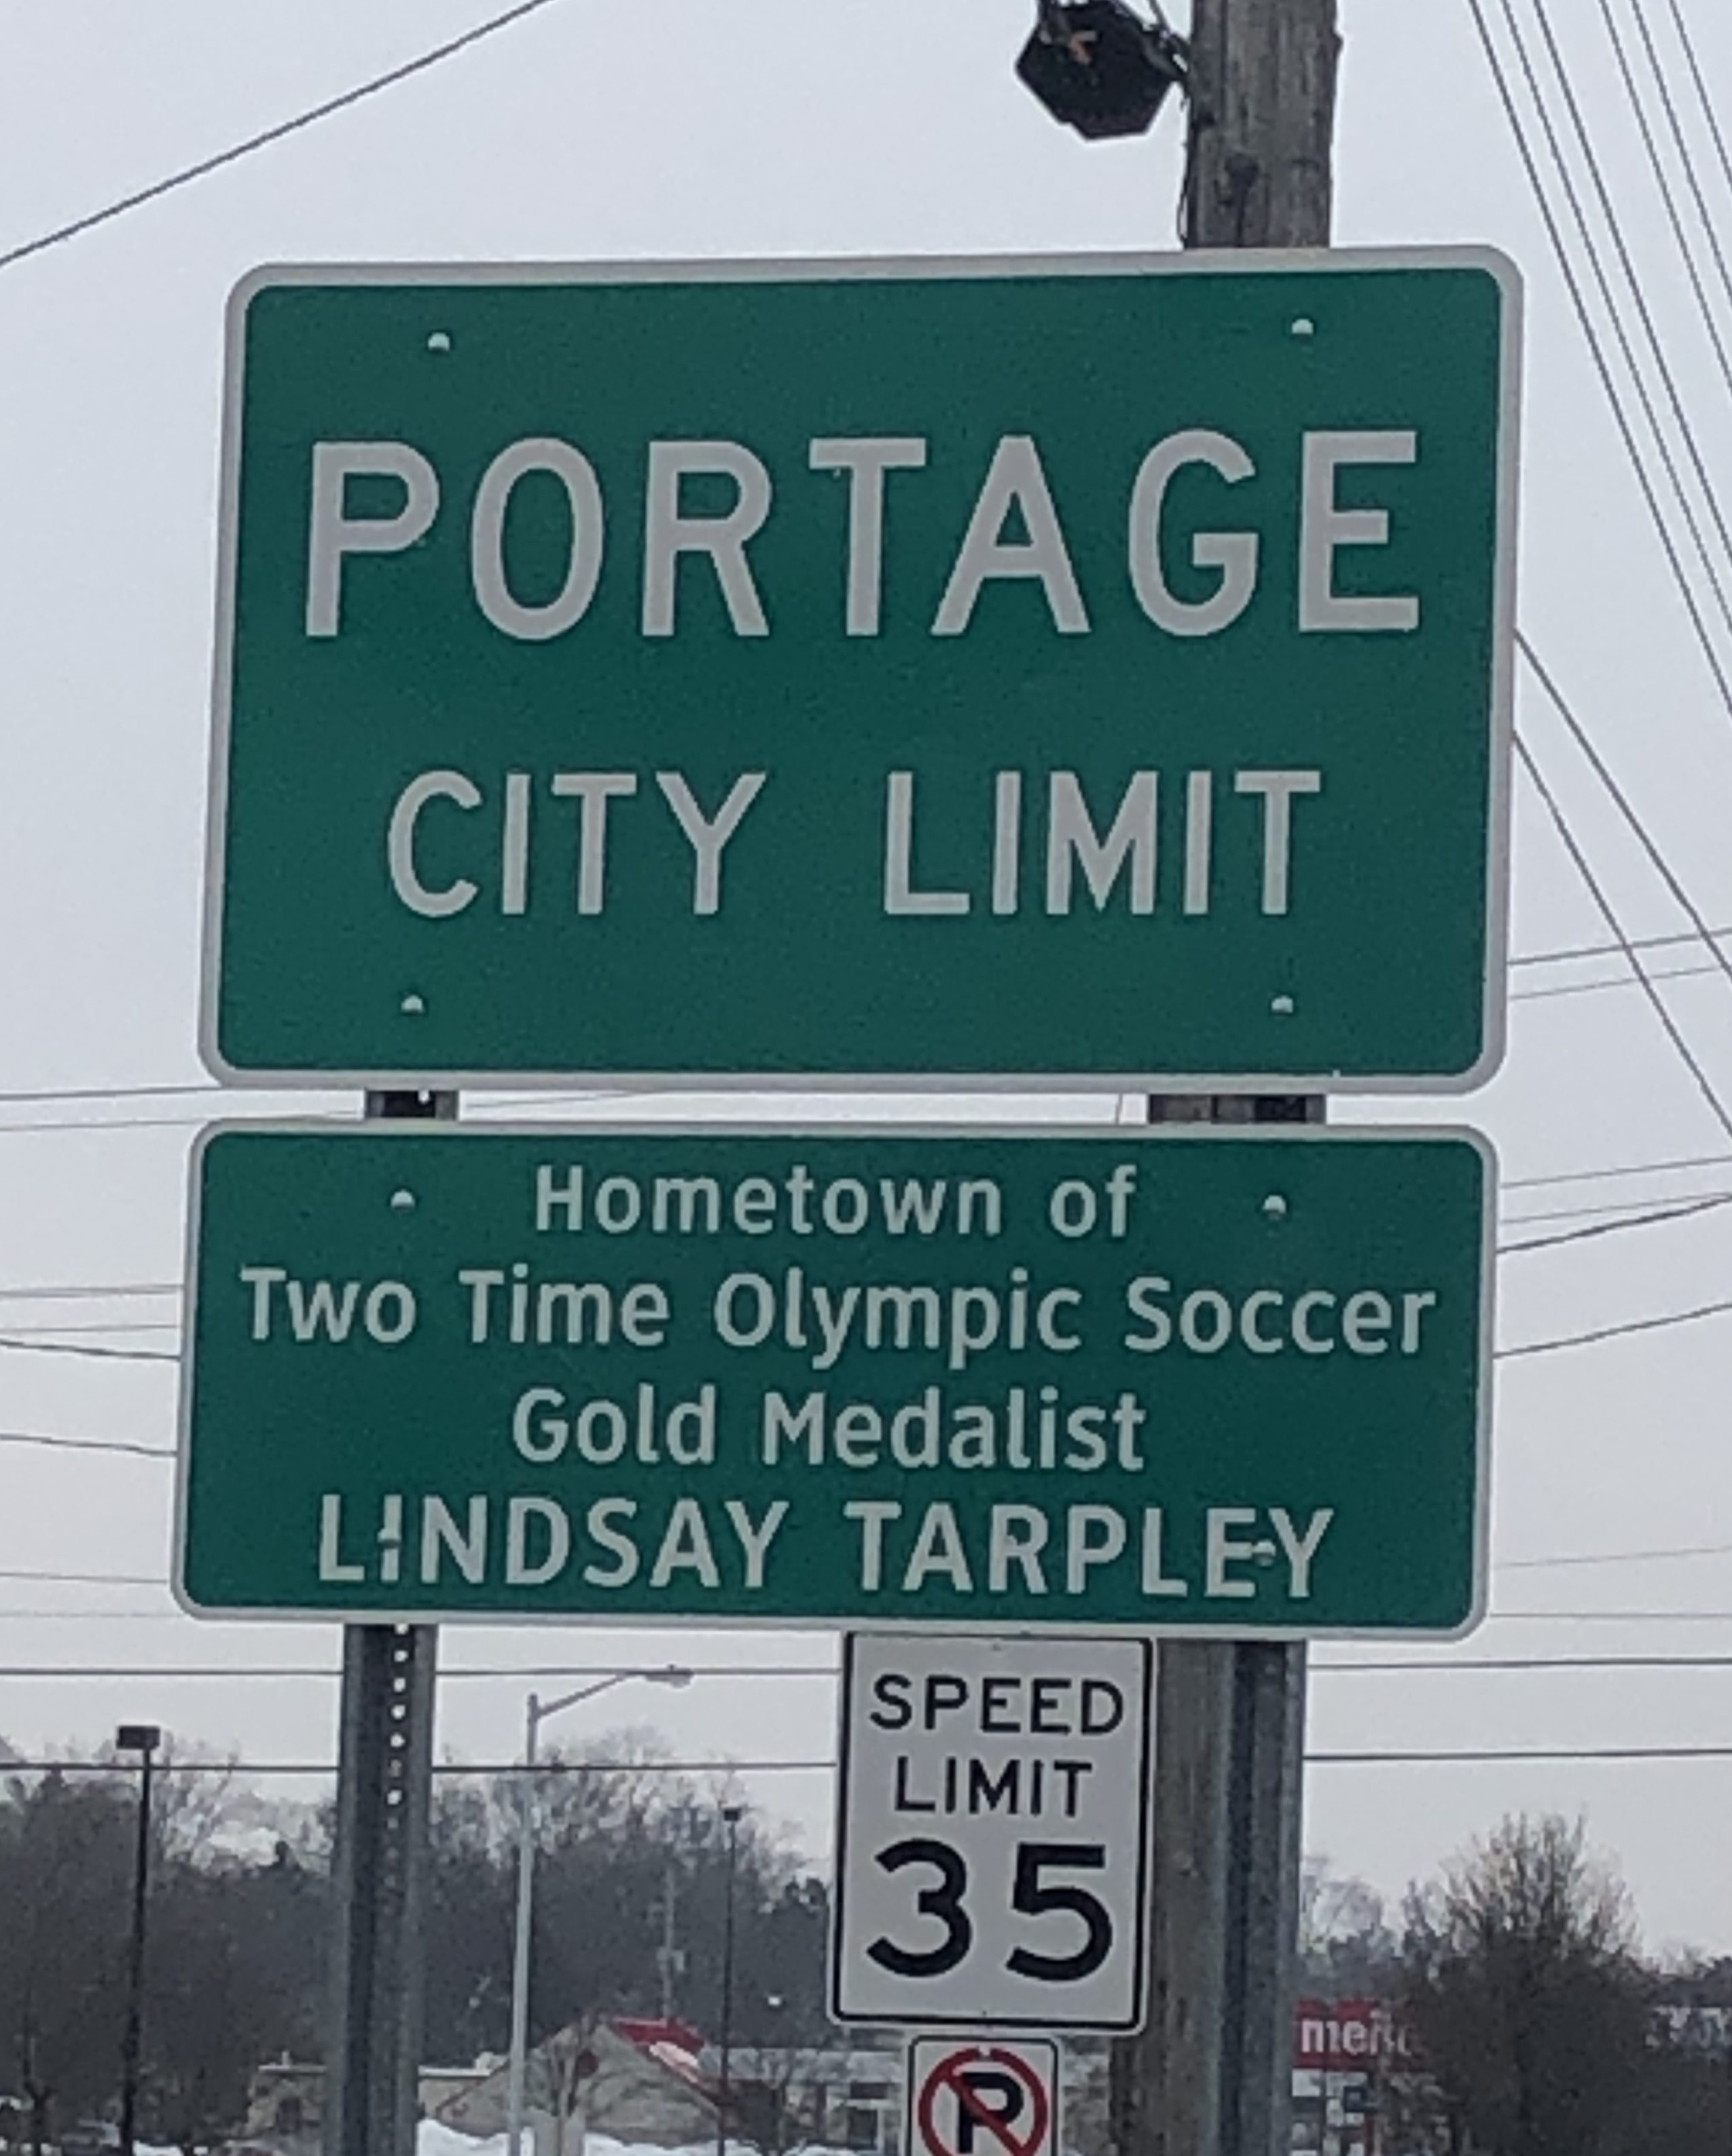 PORTAGE
CITY LIMIT
Hometown of
Two Time Olympic Soccer
Gold Medalist
LINDSAY TARPLEY
SPEED
LIMIT
35
P